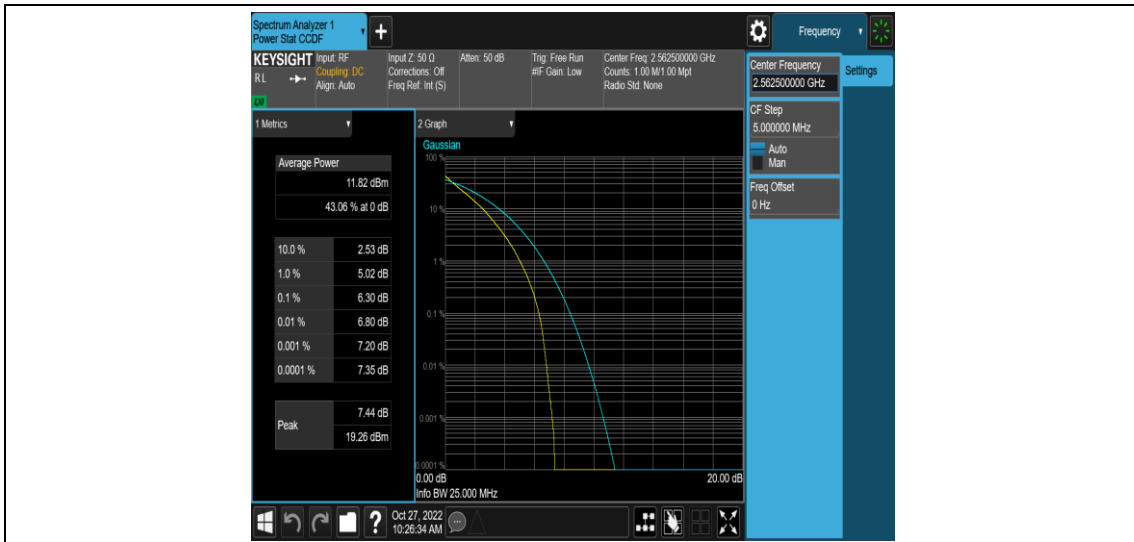 Spectrum Analyzer 1
Power Stat CCDF
Frequency
KEYSIGHT
RL
LXI
Input: RF
Coupling: DC
Align: Auto
Input Z: 50 Ω
Corrections: Off
Freq Ref: Int (S)
Atten: 50 dB
Trig: Free Run
#IF Gain: Low
Center Freq: 2.562500000 GHz
Counts: 1.00 M/1.00 Mpt
Radio Std: None
Center Frequency
2.562500000 GHz
Settings
CF Step
5.000000 MHz
Auto
Man
Freq Offset
0 Hz
1 Metrics
Average Power
11.82 dBm
43.06 % at 0 dB
10.0 % 2.53 dB
1.0 % 5.02 dB
0.1 % 6.30 dB
0.01 % 6.80 dB
0.001 % 7.20 dB
0.0001 % 7.35 dB
Peak
7.44 dB
19.26 dBm
2 Graph
Gaussian
100 %
10 %
1 %
0.1 %
0.01 %
0.001 %
0.0001 %
0.00 dB 20.00 dB
Info BW 25.000 MHz
?
Oct 27, 2022
10:26:34 AM